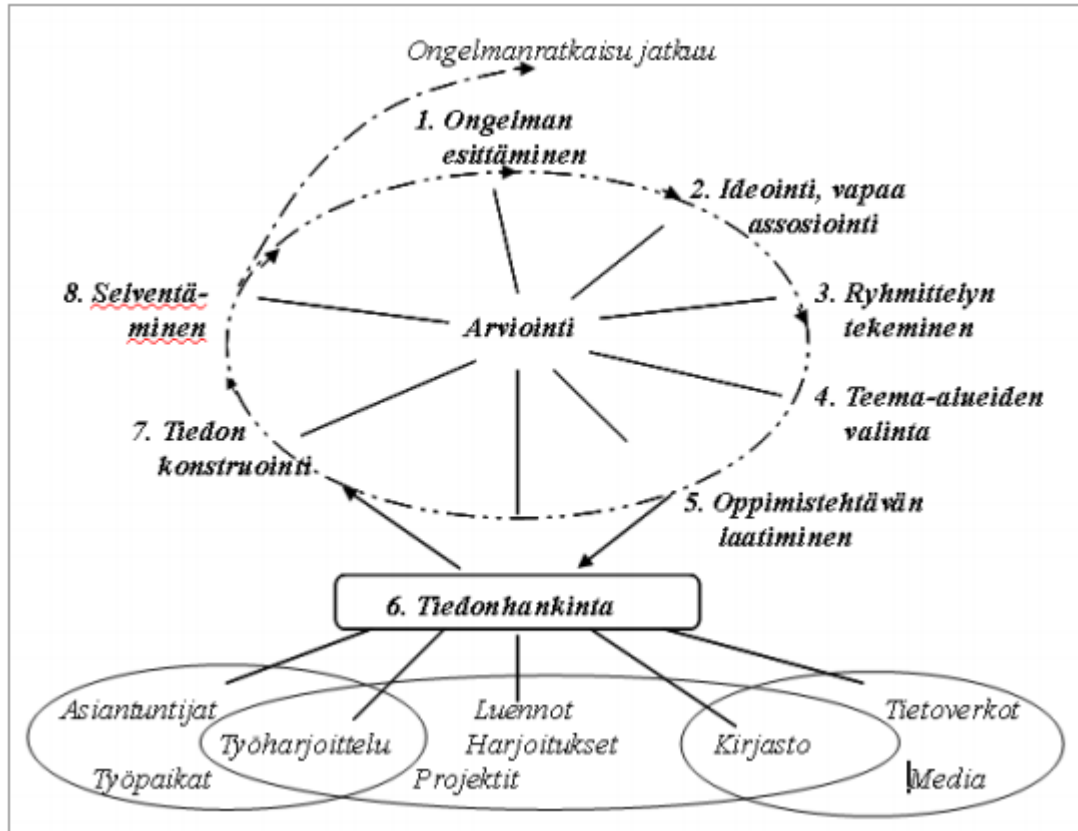 Ongelmanratkaisu jatkuu
1. Ongelman
esittäminen
2. Ideointi, vapaa
assosiointi
8. Selventä-
minen
3. Ryhmittelyn
tekeminen
Arviointi
4. Teema-alueiden
valinta
7. Tiedon
konstruointi
5. Oppimistehtävän
laatiminen
6. Tiedonhankinta
Asiantuntijat
Luennot
Tietoverkot
Työharjoittelu
Harjoitukset
Kirjasto
Työpaikat
Projektit
Media